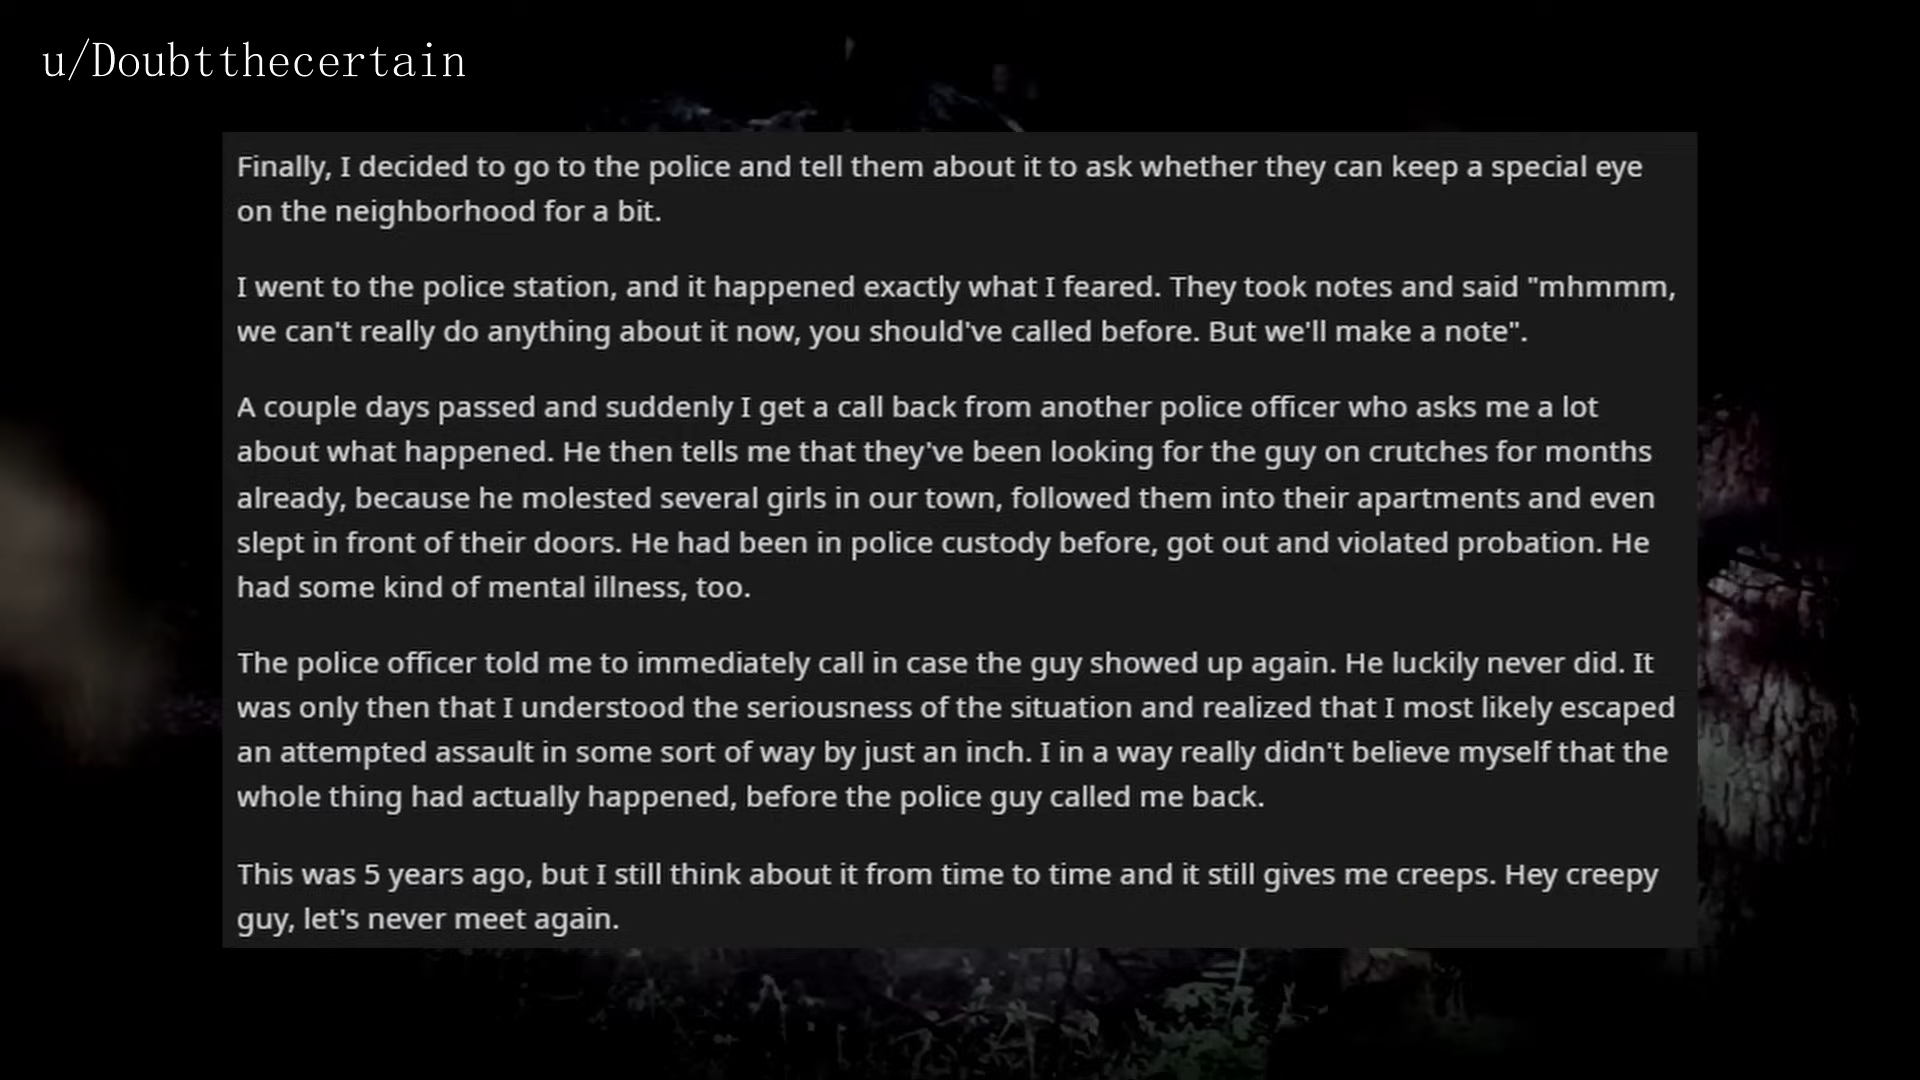 u/Doubtthecertain
Finally, I decided to go to the police and tell them about it to ask whether they can keep a special eye
on the neighborhood for a bit.
I went to the police station, and it happened exactly what I feared. They took notes and said "mhmmm,
we can't really do anything about it now, you should've called before. But we'll make a note".
A couple days passed and suddenly I get a call back from another police officer who asks me a lot
about what happened. He then tells me that they've been looking for the guy on crutches for months
already, because he molested several girls in our town, followed them into their apartments and even
slept in front of their doors. He had been in police custody before, got out and violated probation. He
had some kind of mental illness, too.
The police officer told me to immediately call in case the guy showed up again. He luckily never did. It
was only then that I understood the seriousness of the situation and realized that I most likely escaped
an attempted assault in some sort of way by just an inch. I in a way really didn't believe myself that the
whole thing had actually happened, before the police guy called me back.
This was 5 years ago, but I still think about it from time to time and it still gives me creeps. Hey creepy
guy, let's never meet again.